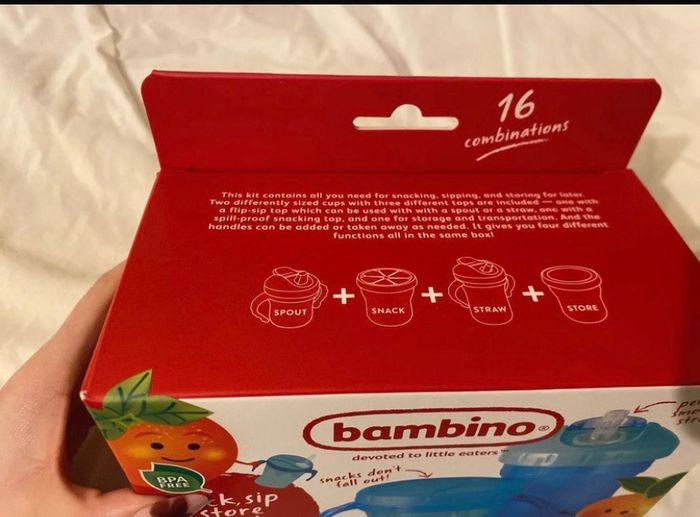 16
combinations
This kit contains all you need for snacking, sipping, and storing for later.
Two differently sized cups with three different tops are included — one with
a flip-sip top which can be used with with a spout or a straw, one with a
spill-proof snacking top, and one for storage and transportation. And the
handles can be added or taken away as needed. It gives you four different
functions all in the same box!
SPOUT + SNACK + STRAW + STORE
bambino®
devoted to little eaters™
snacks don't
fall out!
BPA
FREE
sip
store